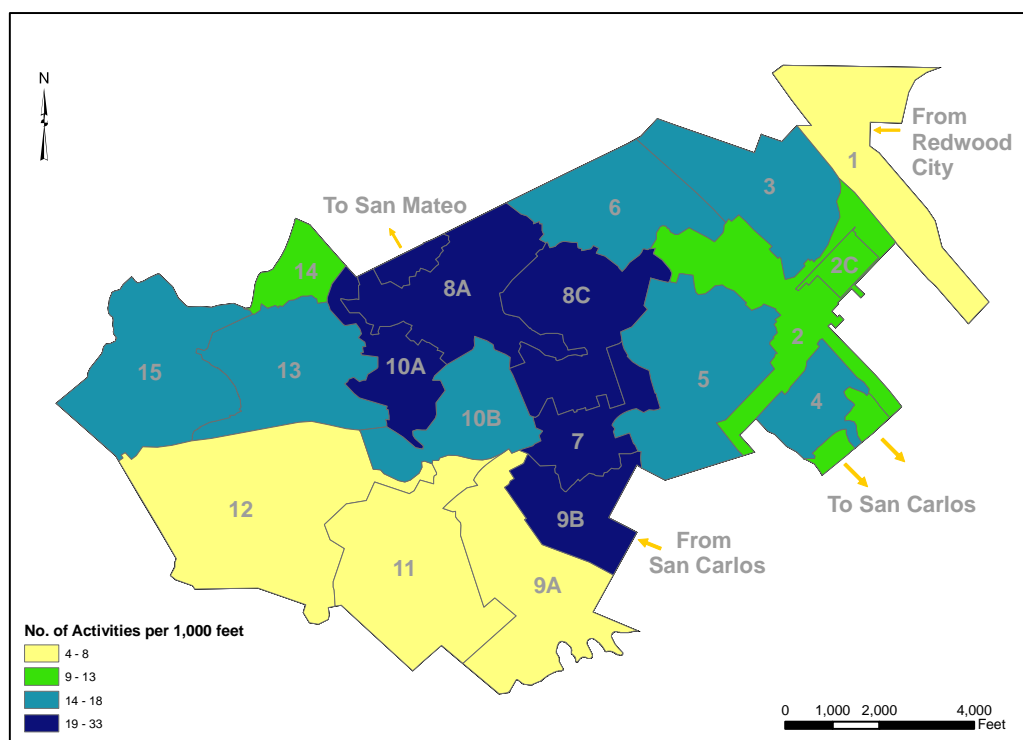 N
From
Redwood
City
1
3
To San Mateo
6
2C
14
8A
8C
2
15
13
10A
5
4
10B
7
12
9B
To San Carlos
From
San Carlos
11
9A
No. of Activities per 1,000 feet
4 - 8
9 - 13
14 - 18
19 - 33
0 1,000 2,000 4,000
Feet